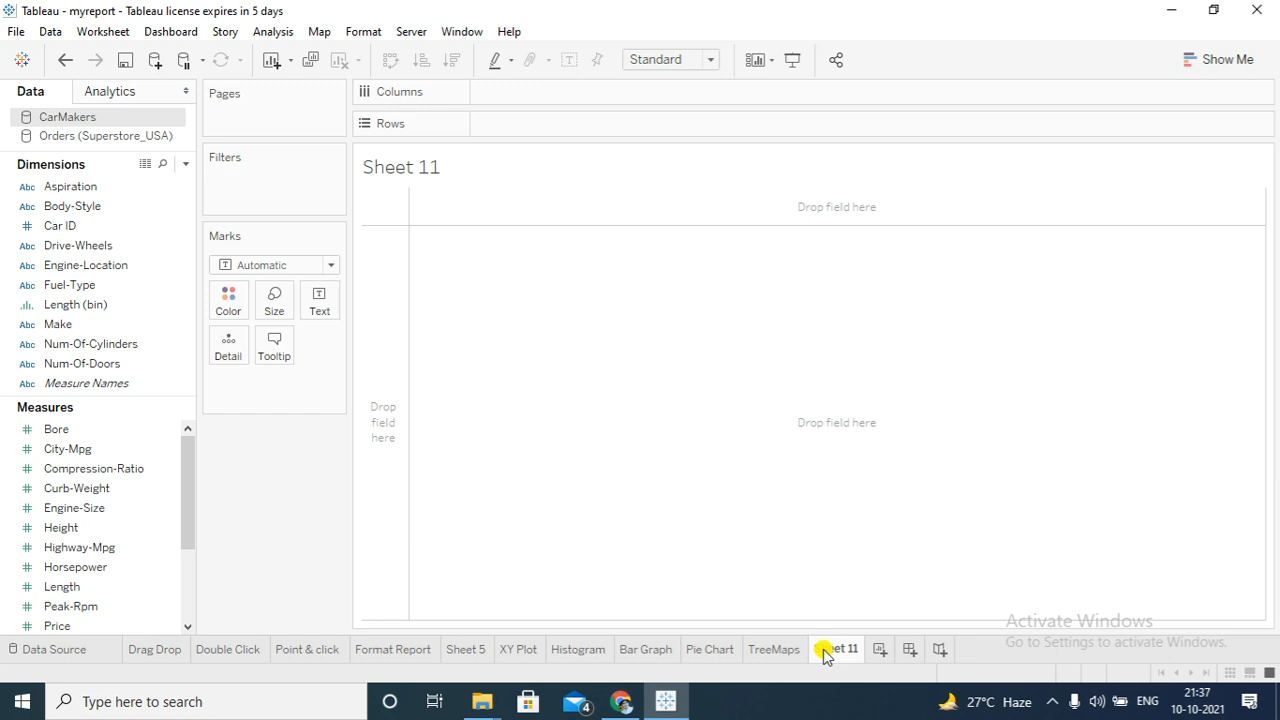 Tableau - myreport - Tableau license expires in 5 days
File Data Worksheet Dashboard Story Analysis Map Format Server Window Help
Standard
Show Me
Data Analytics
Pages
Columns
CarMakers
Orders (Superstore_USA)
Rows
Filters
Dimensions
Sheet 11
Abc Aspiration
Abc Body-Style
Drop field here
# Car ID
Marks
Abc Drive-Wheels
Abc Engine-Location
Automatic
Abc Fuel-Type
Length (bin)
Color Size Text
Abc Make
Abc Num-Of-Cylinders
Detail Tooltip
Abc Num-Of-Doors
Abc Measure Names
Measures
Drop
field
here
Drop field here
# Bore
# City-Mpg
# Compression-Ratio
# Curb-Weight
# Engine-Size
# Height
# Highway-Mpg
# Horsepower
# Length
# Peak-Rpm
# Price
Activate Windows
Go to Settings to activate Windows.
Data Source Drag Drop Double Click Point & click Format Report Sheet 5 XY Plot Histogram Bar Graph Pie Chart TreeMaps
eet 11
Type here to search
4
27°C Haze
ENG
21:37
10-10-2021